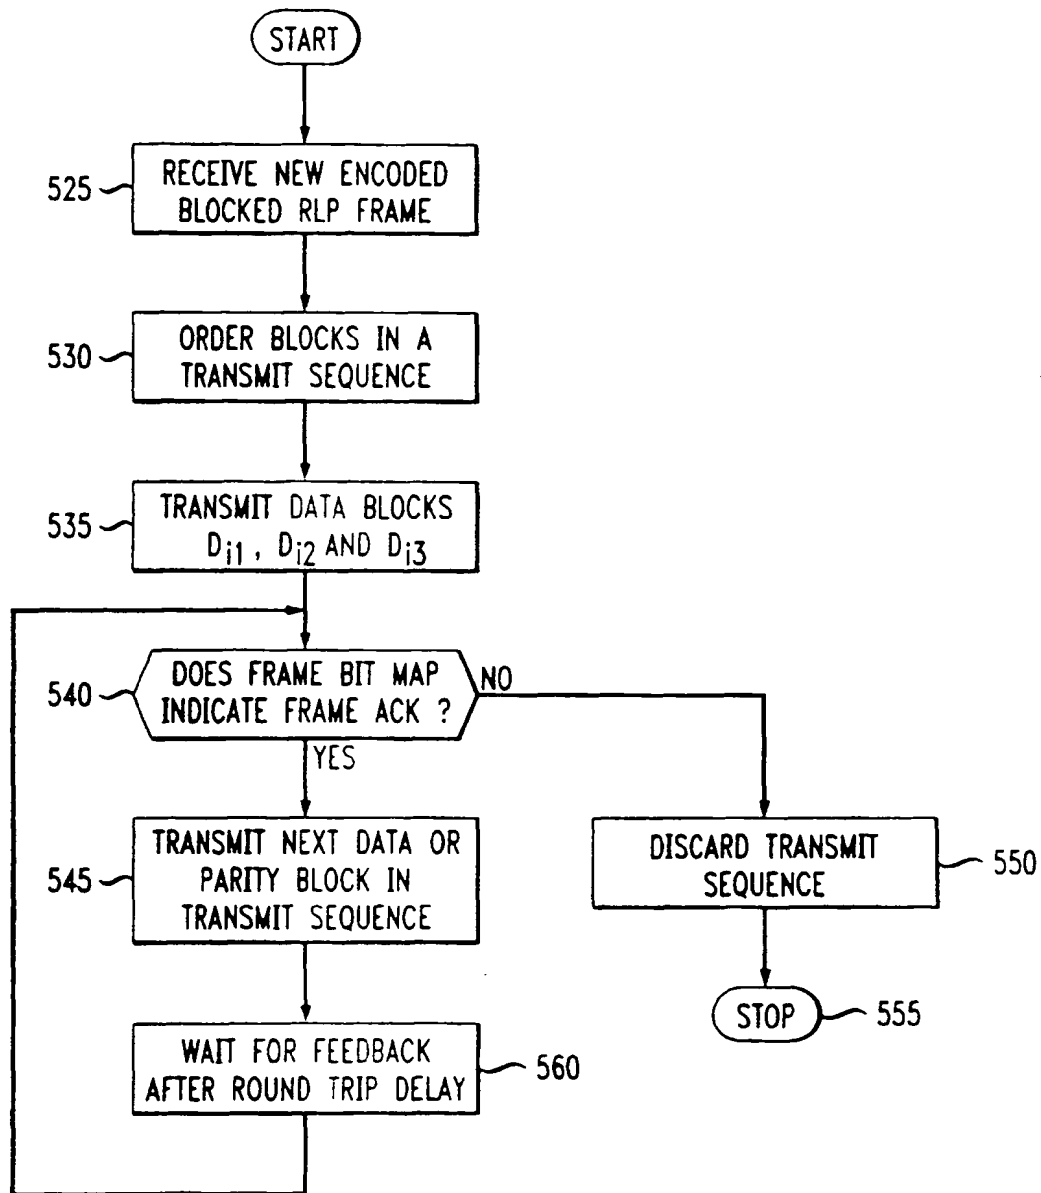 START
525
RECEIVE NEW ENCODED
BLOCKED RLP FRAME
530
ORDER BLOCKS IN A
TRANSMIT SEQUENCE
535
TRANSMIT DATA BLOCKS
Di1 , Di2 AND Di3
540
DOES FRAME BIT MAP
INDICATE FRAME ACK ?
NO
YES
545
TRANSMIT NEXT DATA OR
PARITY BLOCK IN
TRANSMIT SEQUENCE
DISCARD TRANSMIT
SEQUENCE
550
STOP
555
WAIT FOR FEEDBACK
AFTER ROUND TRIP DELAY
560